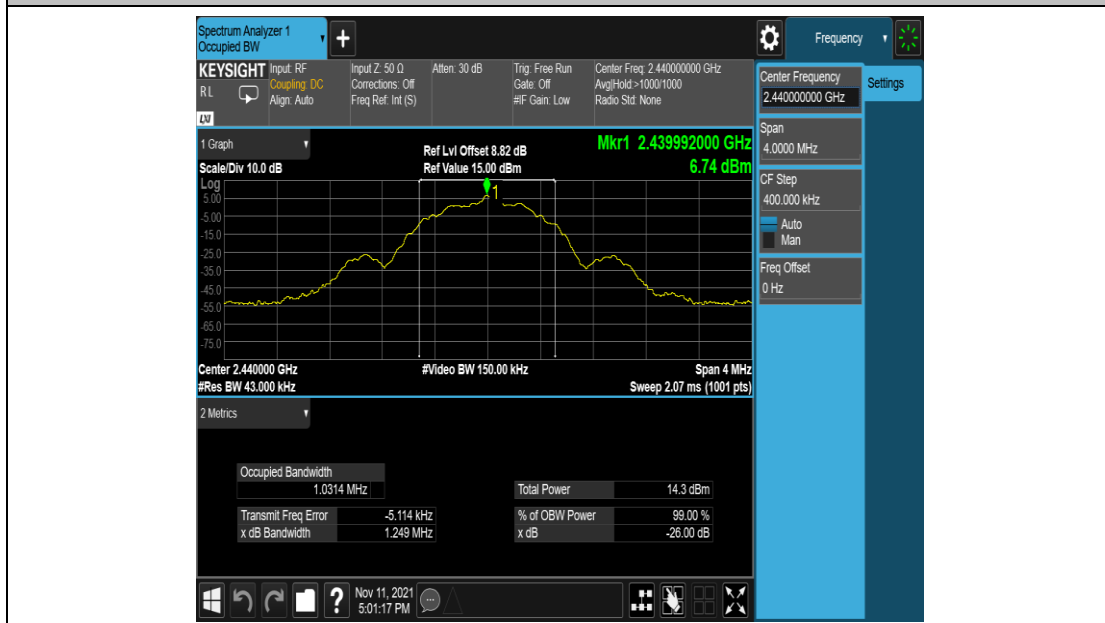 Spectrum Analyzer 1
Occupied BW
Frequency
KEYSIGHT
R L
LXI
Input: RF
Coupling: DC
Align: Auto
Input Z: 50 Ω
Corrections: Off
Freq Ref: Int (S)
Atten: 30 dB
Trig: Free Run
Gate: Off
#IF Gain: Low
Center Freq: 2.440000000 GHz
Avg|Hold:>1000/1000
Radio Std: None
1 Graph
Scale/Div 10.0 dB
Ref Lvl Offset 8.82 dB
Ref Value 15.00 dBm
Mkr1 2.439992000 GHz
6.74 dBm
Log
5.00
-5.00
-15.0
-25.0
-35.0
-45.0
-55.0
-65.0
-75.0
1
Center 2.440000 GHz
#Video BW 150.00 kHz
Span 4 MHz
#Res BW 43.000 kHz
Sweep 2.07 ms (1001 pts)
2 Metrics
Occupied Bandwidth
1.0314 MHz
Total Power 14.3 dBm
Transmit Freq Error -5.114 kHz
% of OBW Power 99.00 %
x dB Bandwidth 1.249 MHz
x dB -26.00 dB
Center Frequency
2.440000000 GHz
Settings
Span
4.0000 MHz
CF Step
400.000 kHz
Auto
Man
Freq Offset
0 Hz
?
Nov 11, 2021
5:01:17 PM